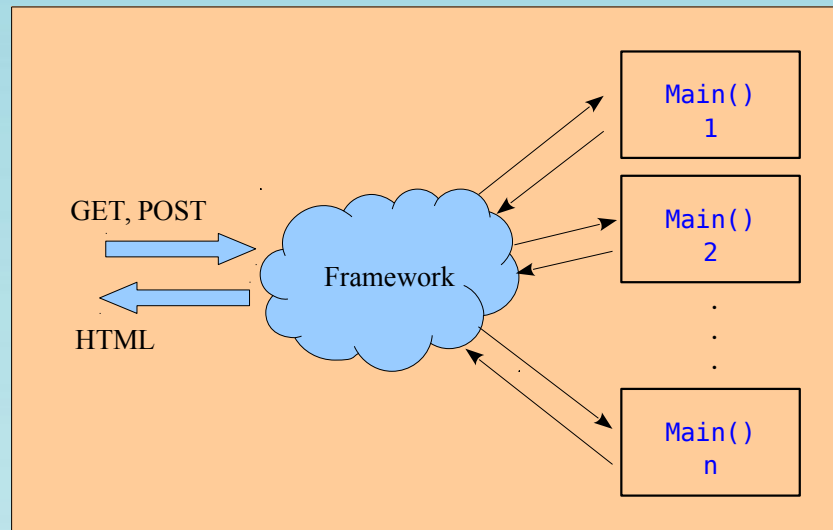 GET, POST
HTML
Framework
Main()
1
Main()
2
.
.
.
Main()
n